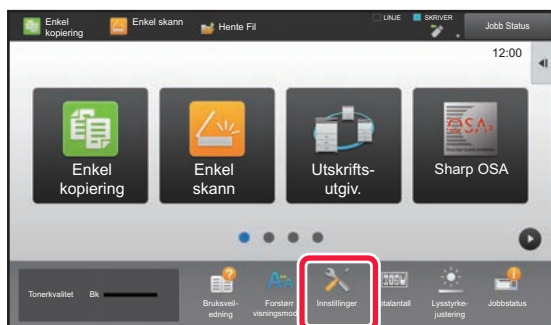 Enkel
kopiering
Enkel skann
Hente Fil
LINJE
SKRIVER
Jobb Status
12:00
Enkel
kopiering
Enkel
skann
Utskrifts-
utgiv.
Sharp OSA
Tonerkvalitet Bk
Bruksveil-
edning
Forstørr
visningsmod
Innstillinger
otalantall
Lysstyrke-
justering
Jobbstatus